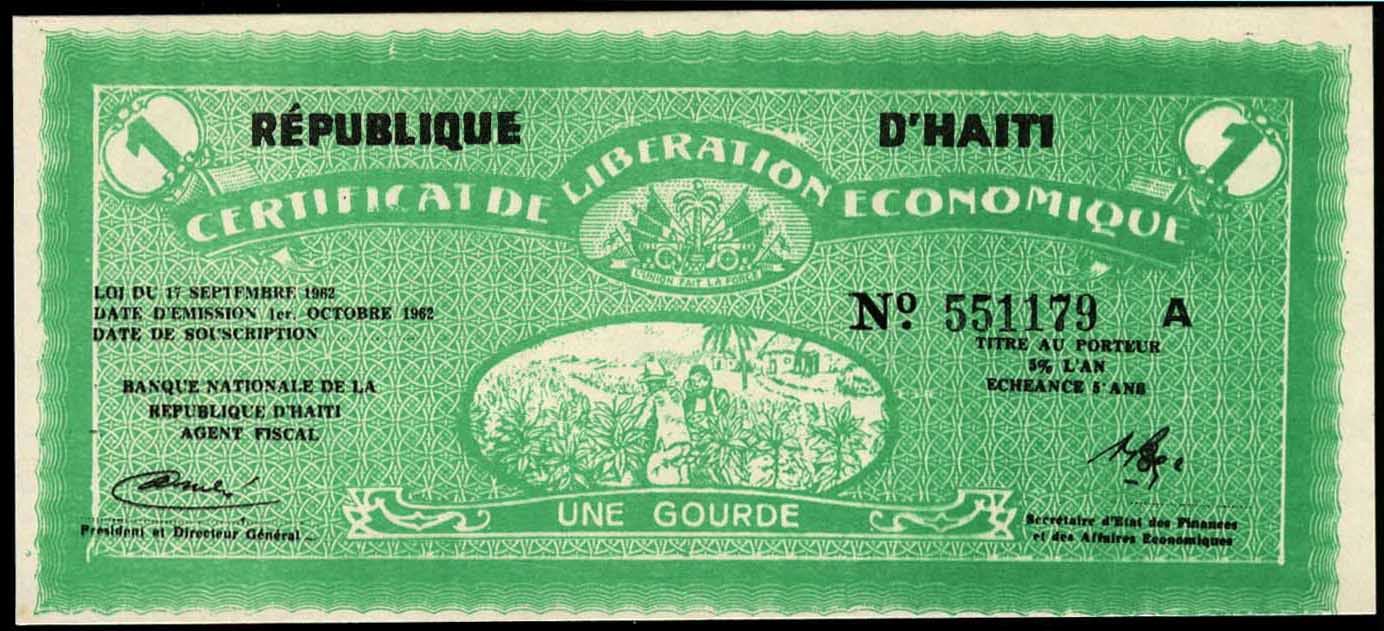 1
RÉPUBLIQUE D'HAITI
1
CERTIFICAT DE LIBERATION ECONOMIQUE
L'UNION FAIT LA FORCE
LOI DU 17 SEPTEMBRE 1962
DATE D'EMISSION 1er. OCTOBRE 1962
DATE DE SOUSCRIPTION
Nº 551179 A
TITRE AU PORTEUR
5% L'AN
ECHEANCE 5 ANS
BANQUE NATIONALE DE LA
REPUBLIQUE D'HAITI
AGENT FISCAL
UNE GOURDE
President et Directeur Général
Secrétaire d'Etat des Finances
et des Affaires Economiques